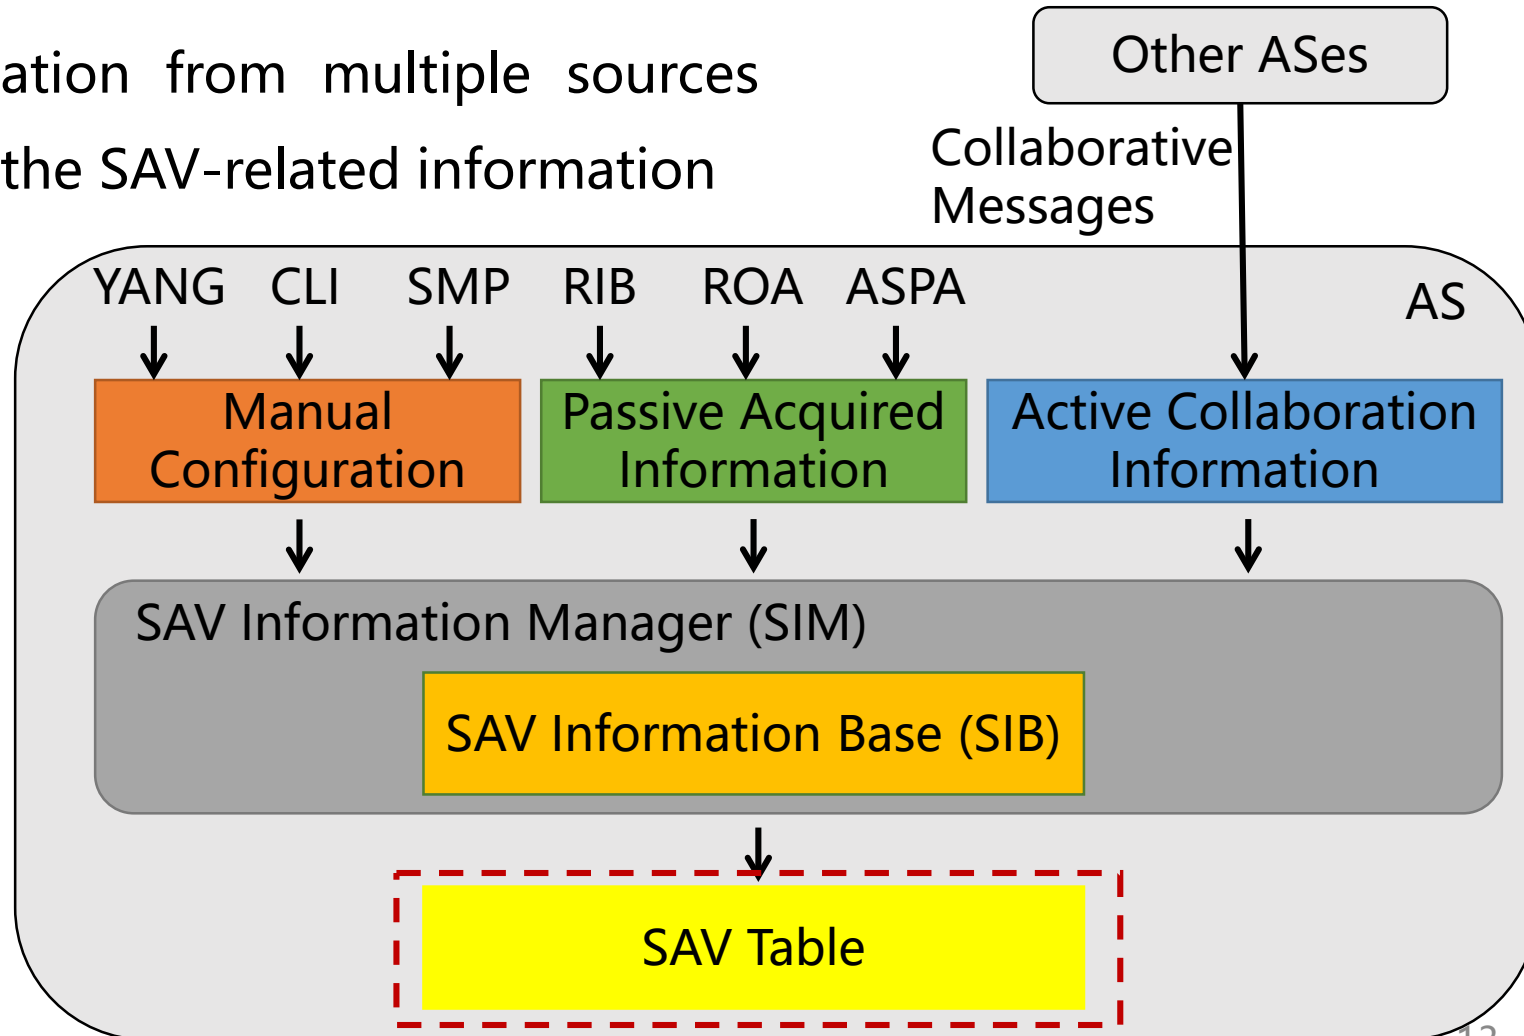 ation from multiple sources
the SAV-related information
Other ASes
Collaborative
Messages
AS
YANG CLI SMP RIB ROA ASPA
Manual
Configuration
Passive Acquired
Information
Active Collaboration
Information
SAV Information Manager (SIM)
SAV Information Base (SIB)
SAV Table